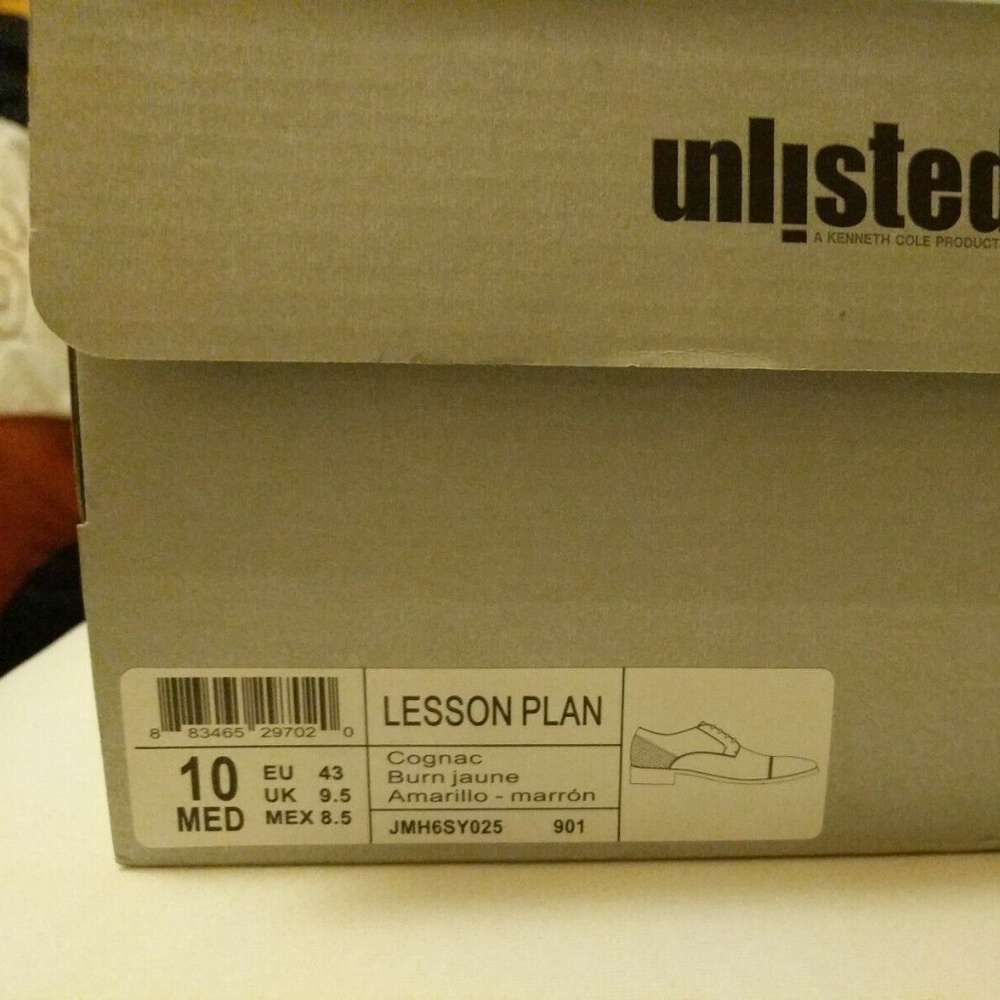 unlisted
A KENNETH COLE PRODUCT
8 83465 29702 0
10
MED
EU 43
UK 9.5
MEX 8.5
LESSON PLAN
Cognac
Burn jaune
Amarillo - marrón
JMH6SY025 901